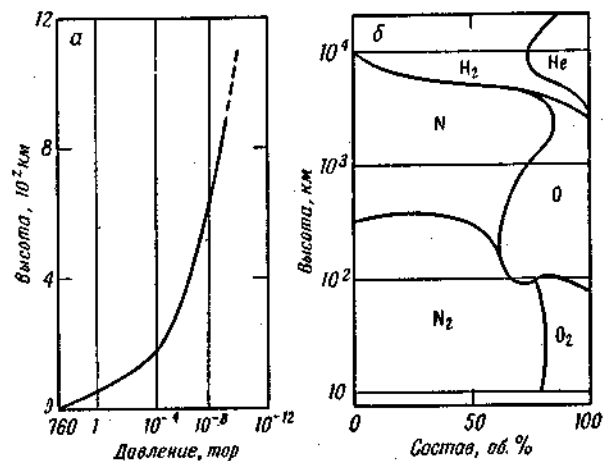 а
Высота, 10² км
12
8
4
0
760 1 10⁻⁴ 10⁻⁸ 10⁻¹²
Давление, тор
б
Высота, км
10⁴
10³
10²
10
H₂
He
N
O
N₂
O₂
0 50 100
Состав, об. %